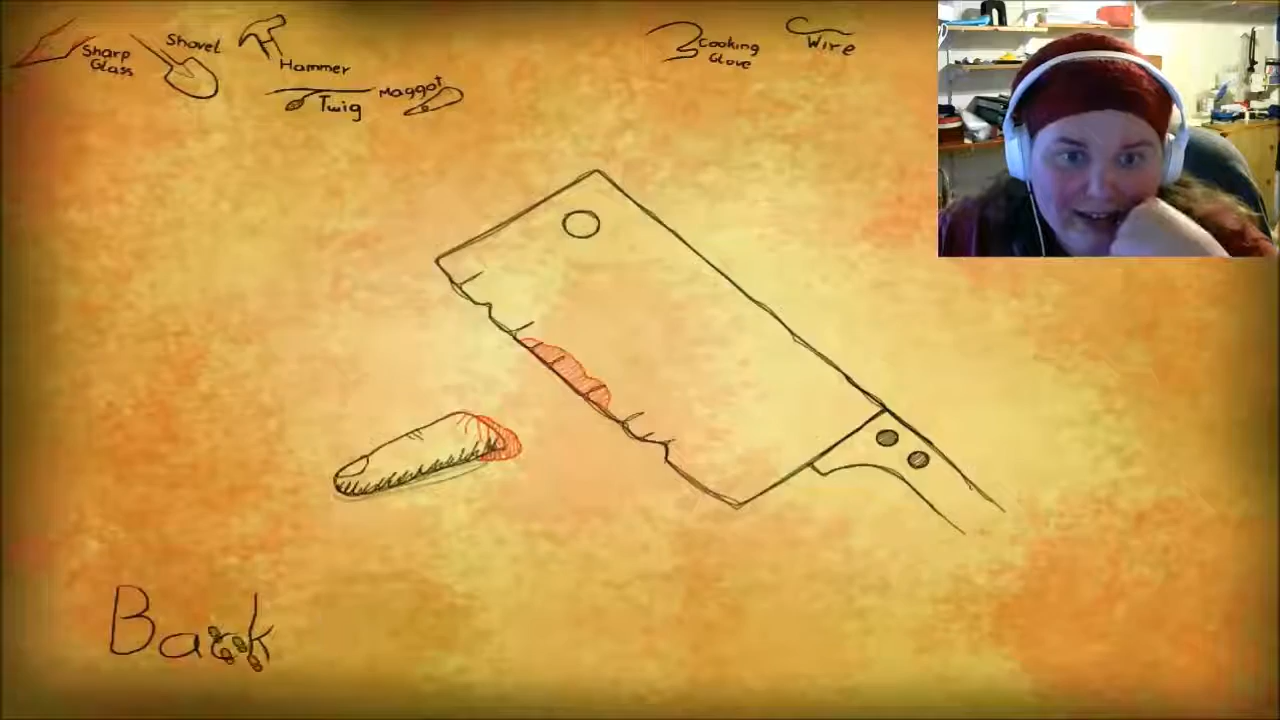 Sharp
Glass
Shovel
Hammer
Twig
Maggot
Cooking
Glove
Wire
Back